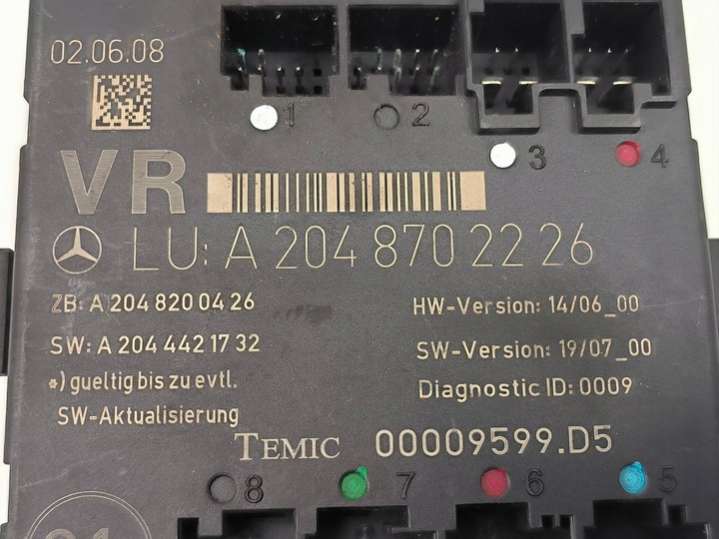 02.06.08
1
2
3
4
VR
LU: A 204 870 22 26
ZB: A 204 820 04 26
HW-Version: 14/06_00
SW: A 204 442 17 32
SW-Version: 19/07_00
*) gueltig bis zu evtl.
Diagnostic ID: 0009
SW-Aktualisierung
TEMIC 00009599.D5
8
7
6
5